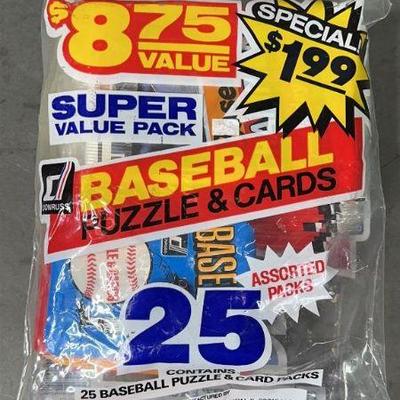 $8 75
VALUE
SPECIAL!
$1.99
SUPER
VALUE PACK
DONRUSS
BASEBALL
PUZZLE & CARDS
BASE
ASSORTED
PACKS
25
CONTAINS
25 BASEBALL PUZZLE & CARD PACKS